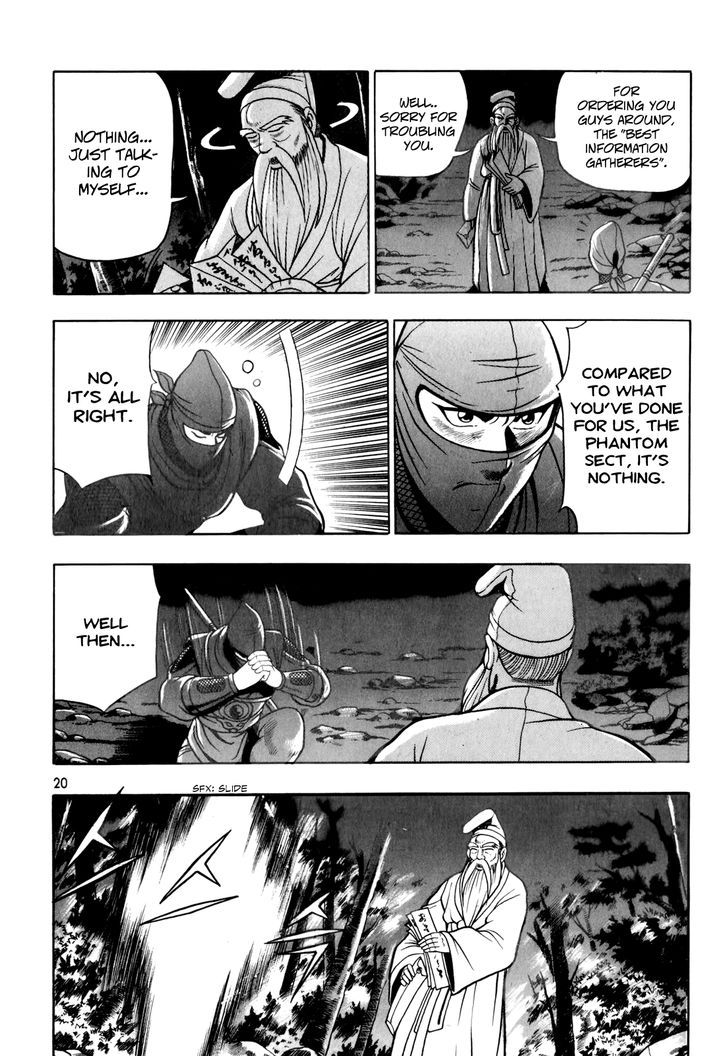 NOTHING...
JUST TALK-
ING TO
MYSELF...
WELL..
SORRY FOR
TROUBLING
YOU.
FOR
ORDERING YOU
GUYS AROUND,
THE "BEST
INFORMATION
GATHERERS".
NO,
IT'S ALL
RIGHT.
COMPARED
TO WHAT
YOU'VE DONE
FOR US, THE
PHANTOM
SECT, IT'S
NOTHING.
WELL
THEN...
20
SFX: SLIDE